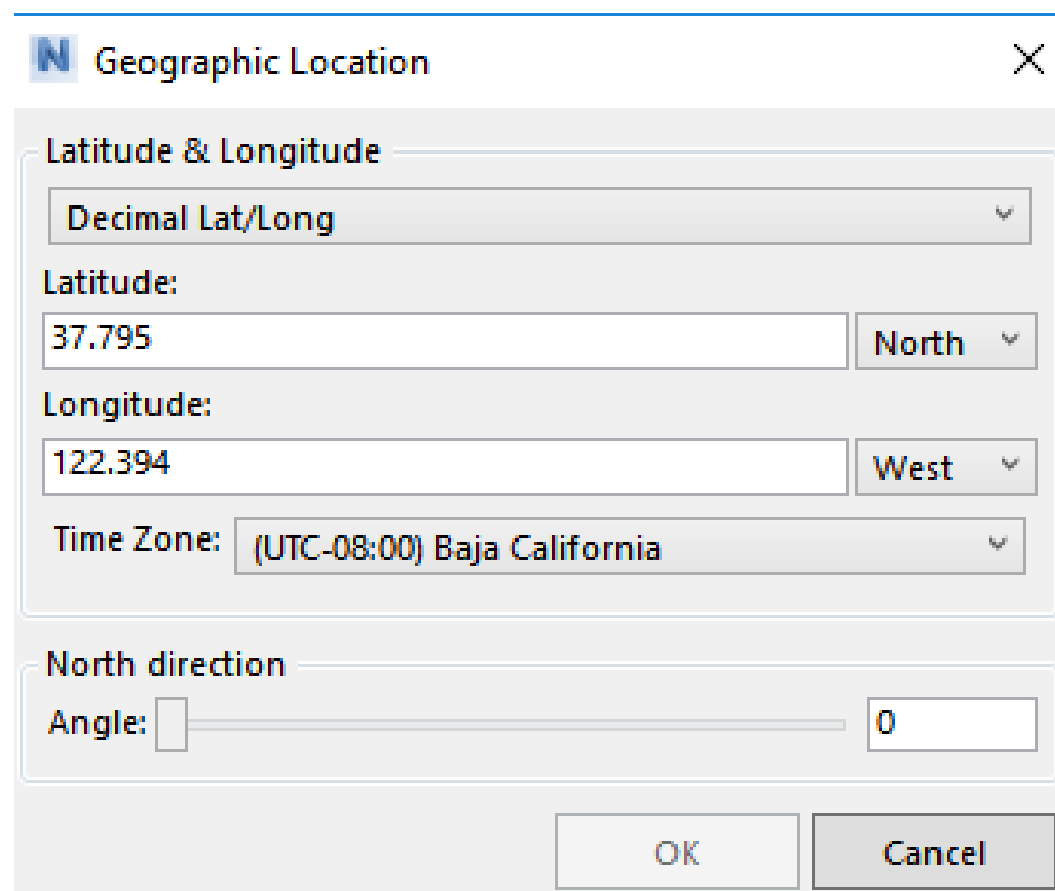 N Geographic Location
Latitude & Longitude
Decimal Lat/Long
Latitude:
37.795 North
Longitude:
122.394 West
Time Zone: (UTC-08:00) Baja California
North direction
Angle: 0
OK Cancel